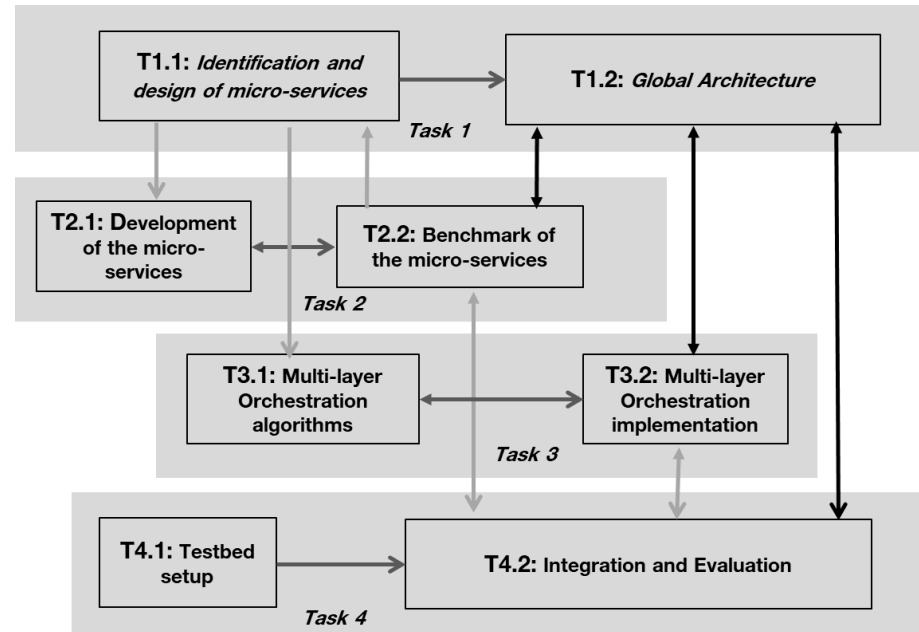 T1.1: Identification and
design of micro-services
T1.2: Global Architecture
Task 1
T2.1: Development
of the micro-
services
T2.2: Benchmark of
the micro-services
Task 2
T3.1: Multi-layer
Orchestration
algorithms
T3.2: Multi-layer
Orchestration
implementation
Task 3
T4.1: Testbed
setup
T4.2: Integration and Evaluation
Task 4